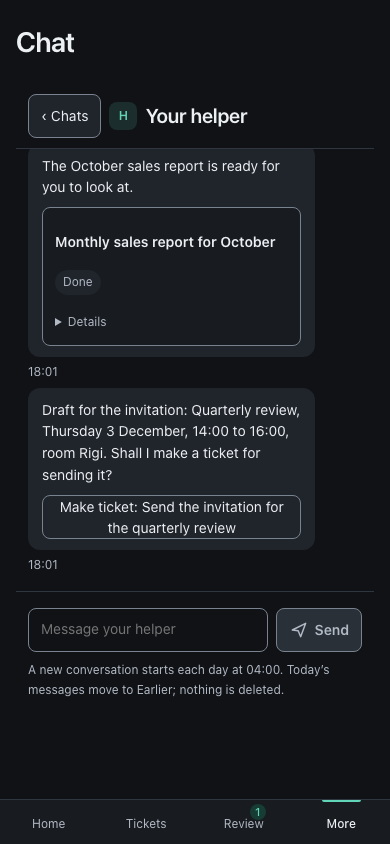 Chat
‹ Chats
H
Your helper
The October sales report is ready for
you to look at.
Monthly sales report for October
Done
Details
18:01
Draft for the invitation: Quarterly review,
Thursday 3 December, 14:00 to 16:00,
room Rigi. Shall I make a ticket for
sending it?
Make ticket: Send the invitation for
the quarterly review
18:01
Message your helper
Send
A new conversation starts each day at 04:00. Today’s
messages move to Earlier; nothing is deleted.
Home
Tickets
Review
1
More